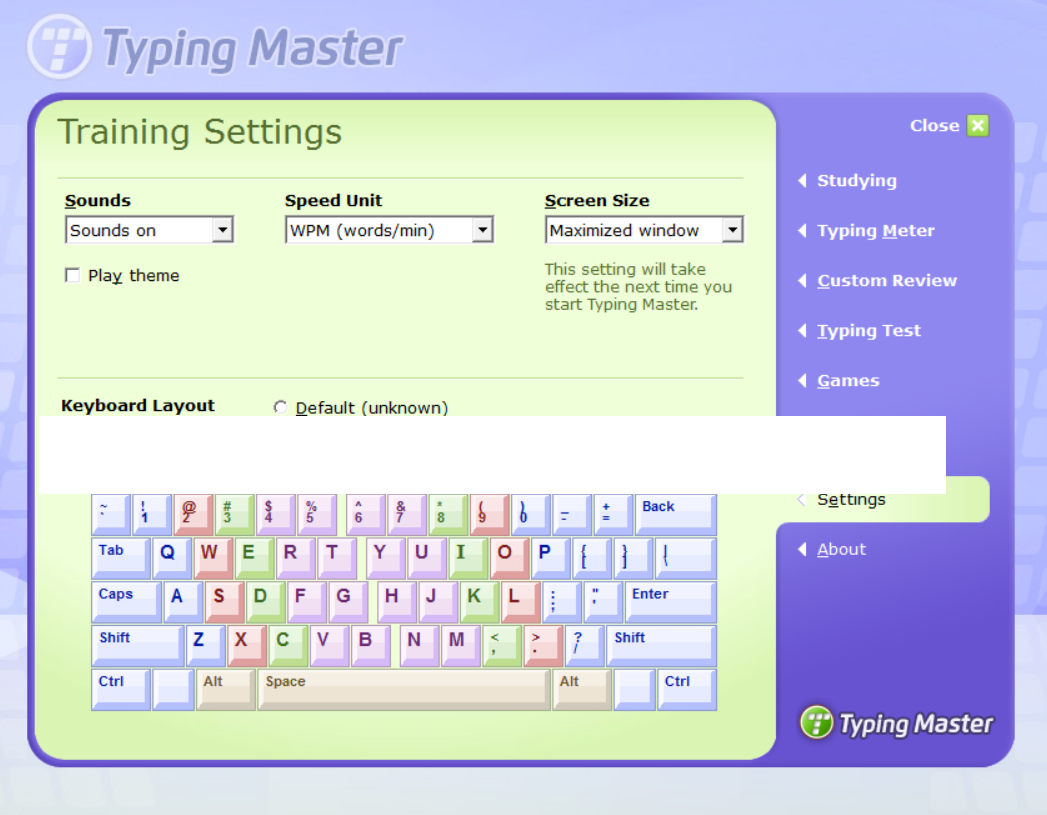 Typing Master
Training Settings
Close
Sounds
Speed Unit
Screen Size
Sounds on
WPM (words/min)
Maximized window
Play theme
This setting will take
effect the next time you
start Typing Master.
Keyboard Layout
Default (unknown)
Studying
Typing Meter
Custom Review
Typing Test
Games
Settings
About
~ ` ! 1 @ 2 # 3 $ 4 % 5 ^ 6 & 7 * 8 ( 9 ) 0 _ - + = Back
Tab Q W E R T Y U I O P { [ } ] | \
Caps A S D F G H J K L : ; " ' Enter
Shift Z X C V B N M < , > . ? / Shift
Ctrl Alt Space Alt Ctrl
Typing Master